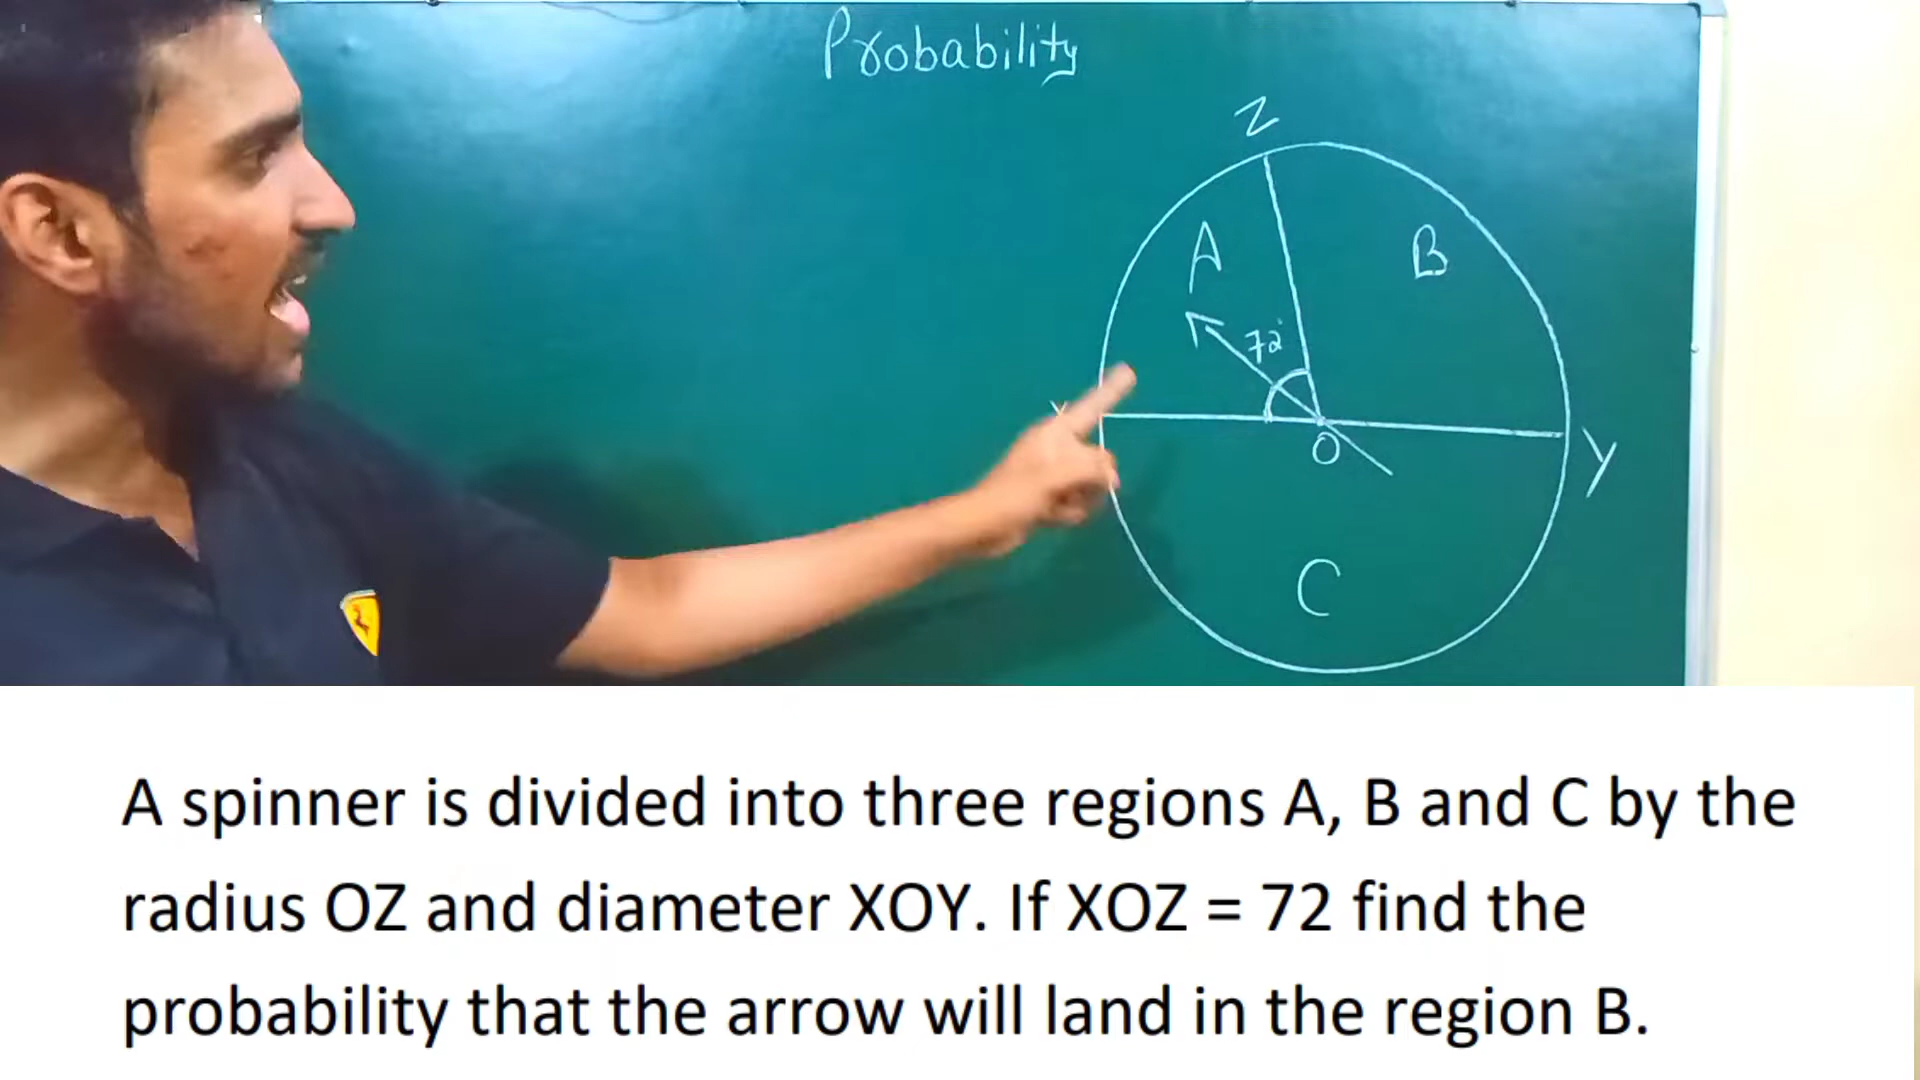 Probability
Z
A
B
72°
X
O
Y
C
A spinner is divided into three regions A, B and C by the
radius OZ and diameter XOY. If XOZ = 72 find the
probability that the arrow will land in the region B.